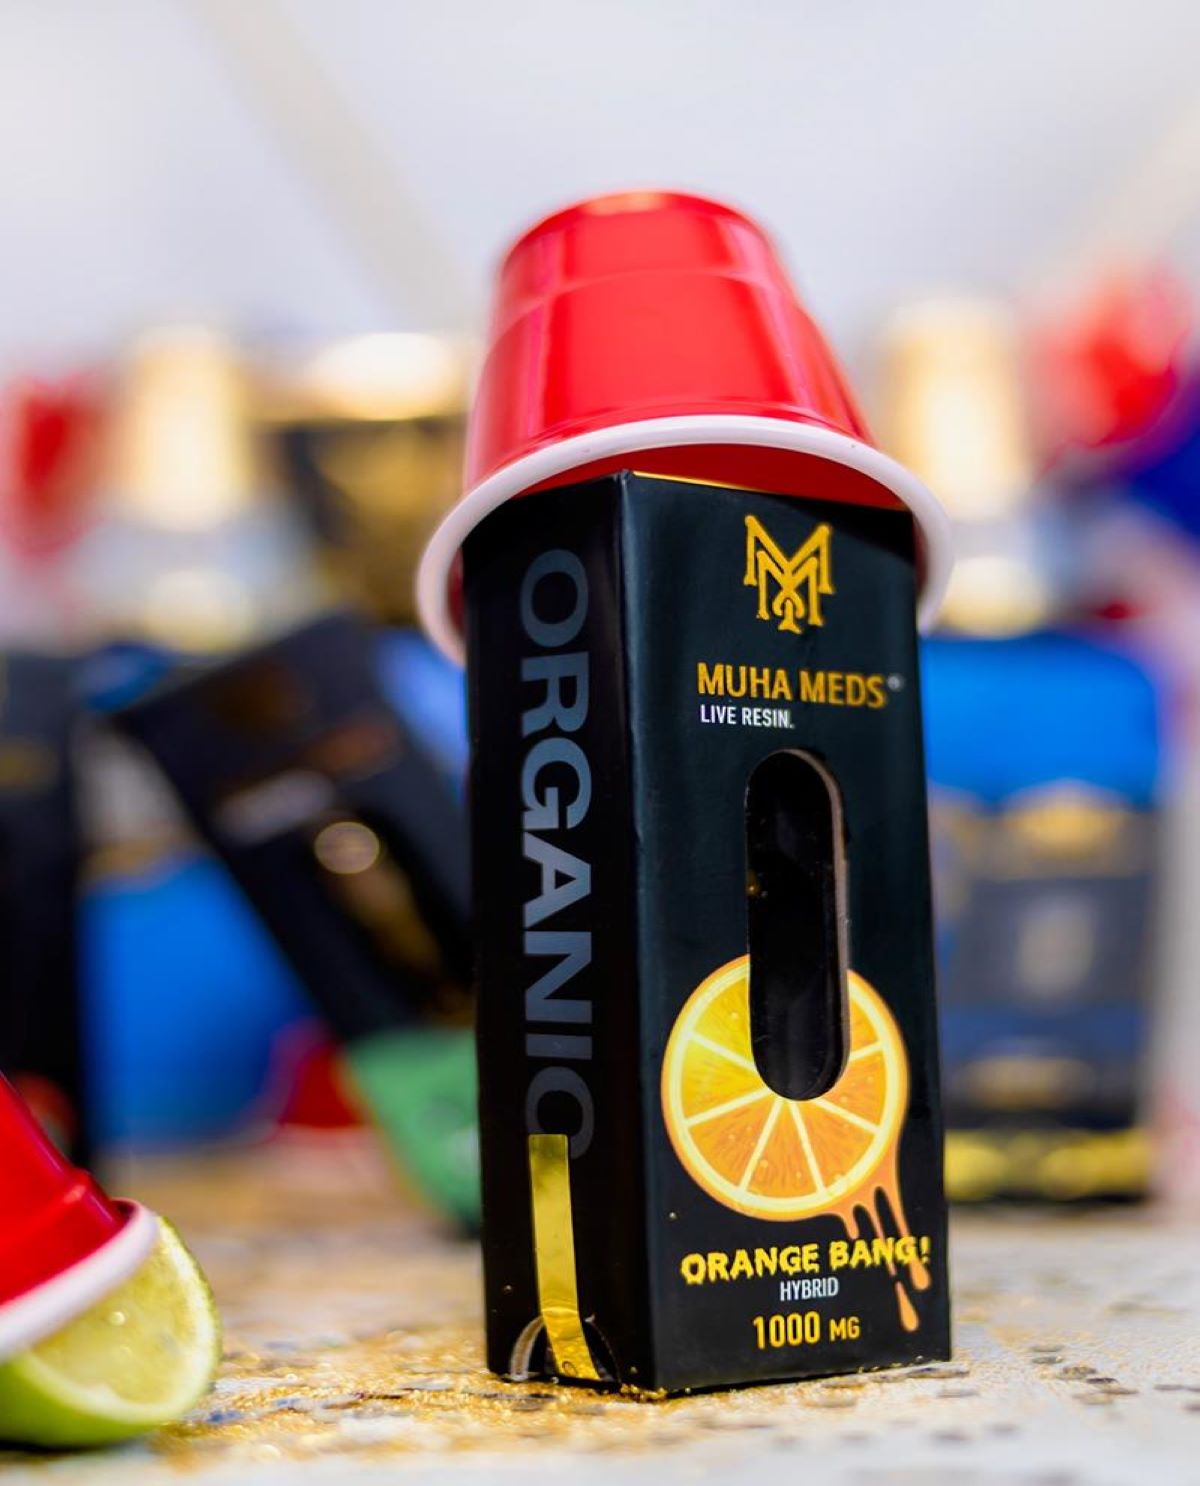 ORGANIC
MUHA MEDS®
LIVE RESIN.
ORANGE BANG!
HYBRID
1000 MG